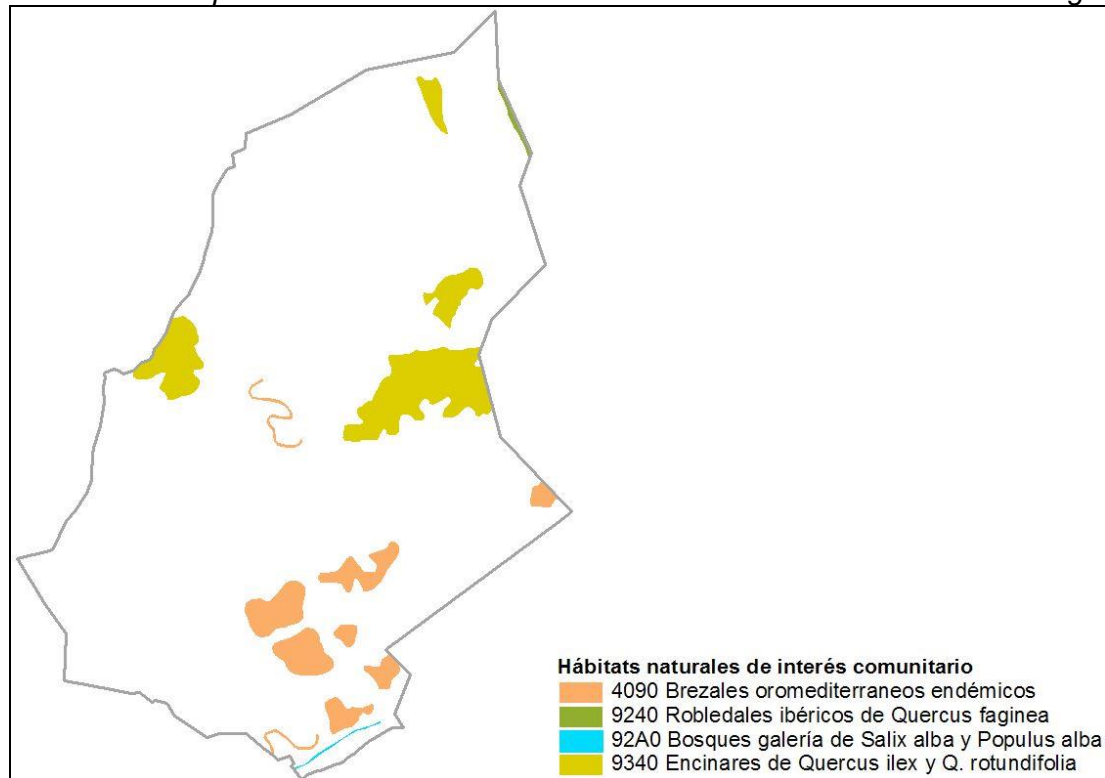 Hábitats naturales de interés comunitario
4090 Brezales oromediterraneos endémicos
9240 Robledales ibéricos de Quercus faginea
92A0 Bosques galería de Salix alba y Populus alba
9340 Encinares de Quercus ilex y Q. rotundifolia